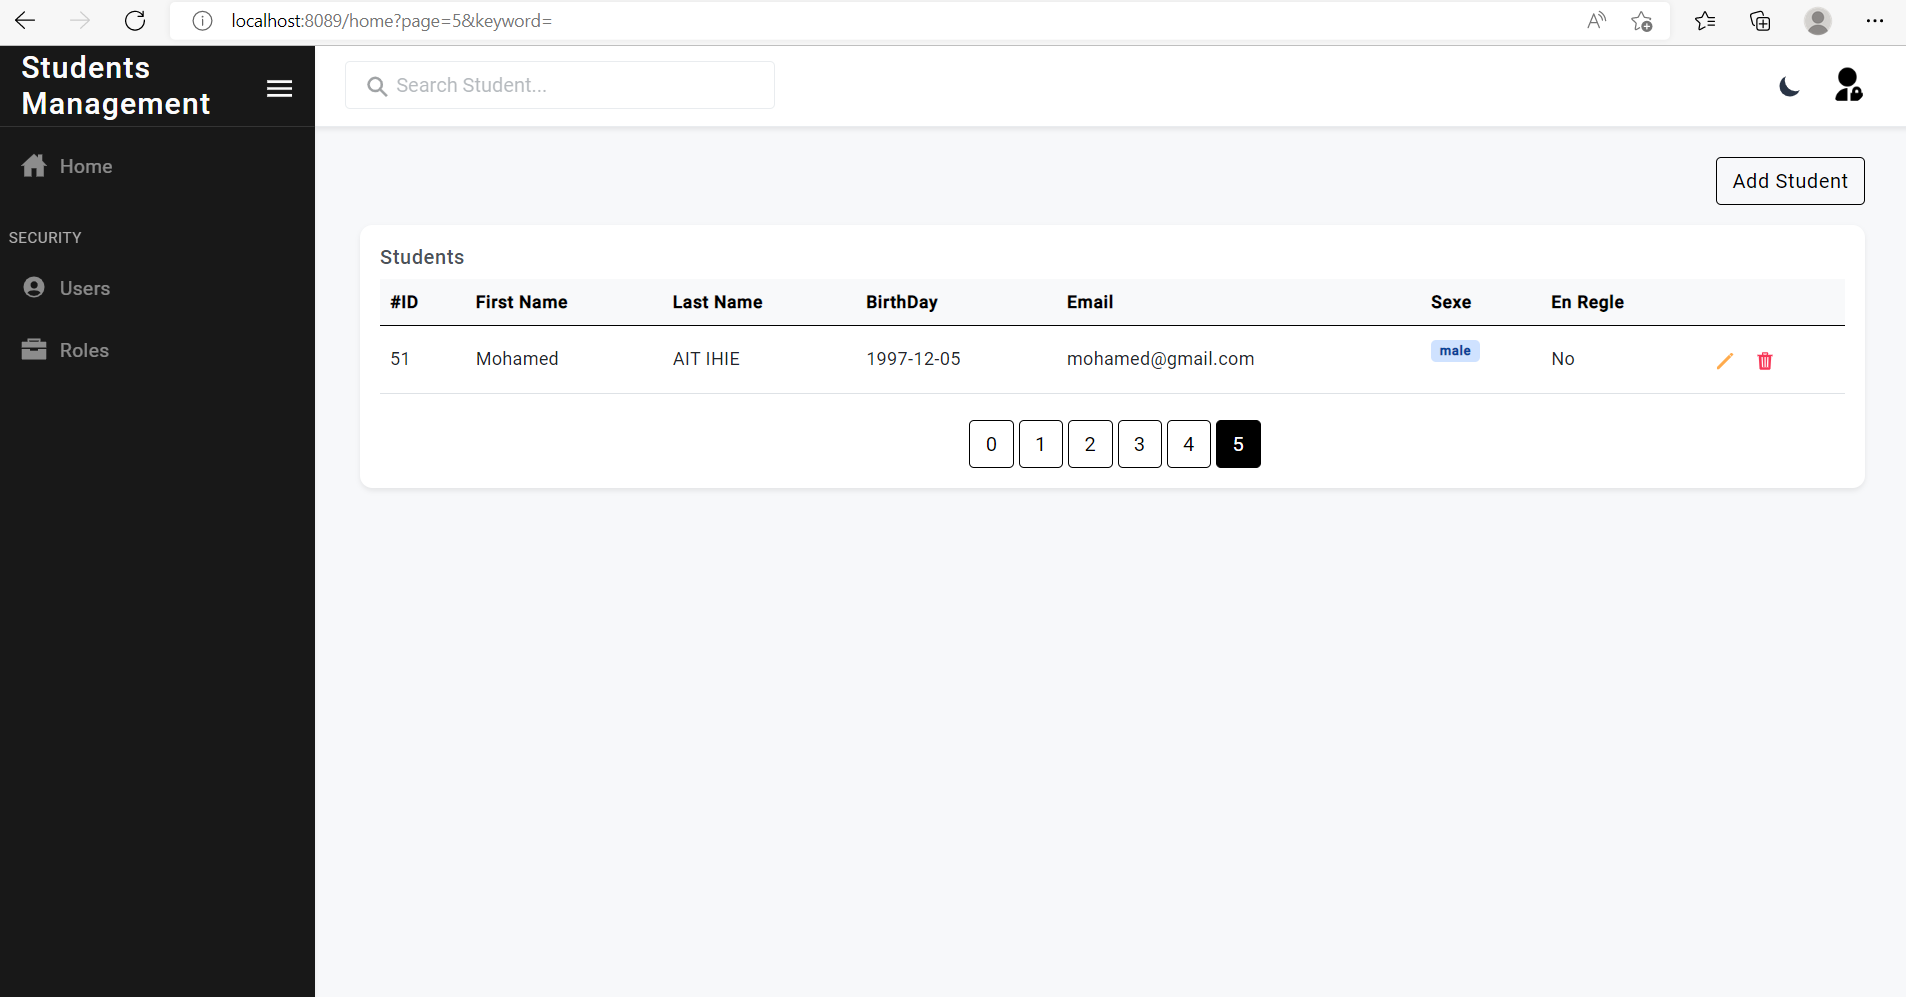 localhost:8089/home?page=5&keyword=
Students
Management
Search Student...
Home
SECURITY
Users
Roles
Add Student
Students
#ID First Name Last Name BirthDay Email Sexe En Regle
51 Mohamed AIT IHIE 1997-12-05 mohamed@gmail.com male No
0 1 2 3 4 5